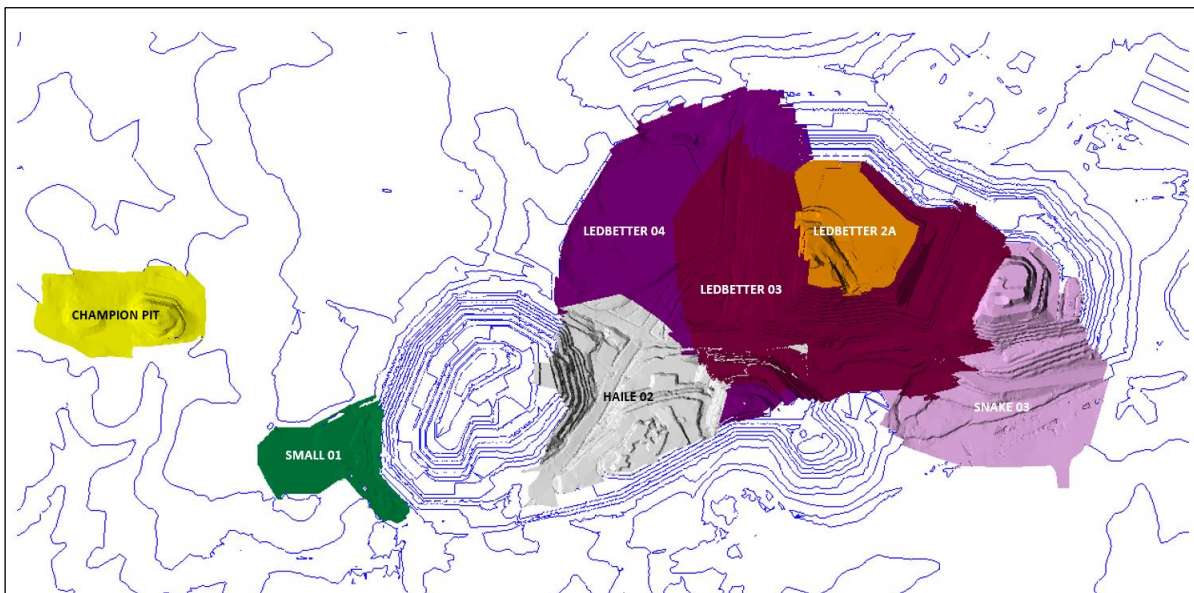 LEDBETTER 04
LEDBETTER 2A
LEDBETTER 03
CHAMPION PIT
HAILE 02
SNAKE 03
SMALL 01